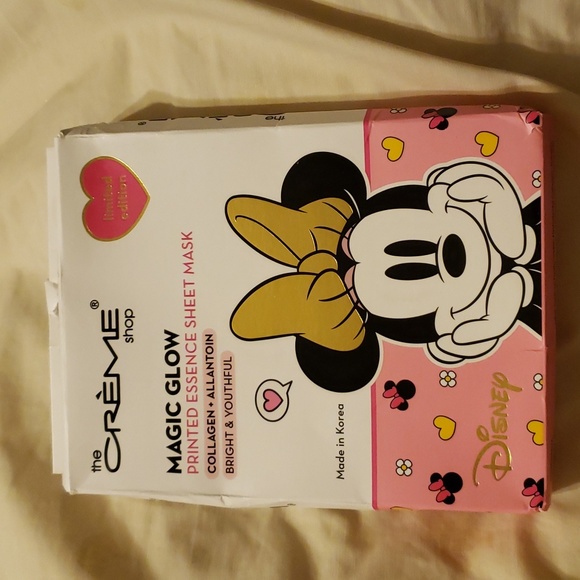 the
CRÈME®
shop
limited
edition
MAGIC GLOW
PRINTED ESSENCE SHEET MASK
COLLAGEN + ALLANTOIN
BRIGHT & YOUTHFUL
Made in Korea
Disney